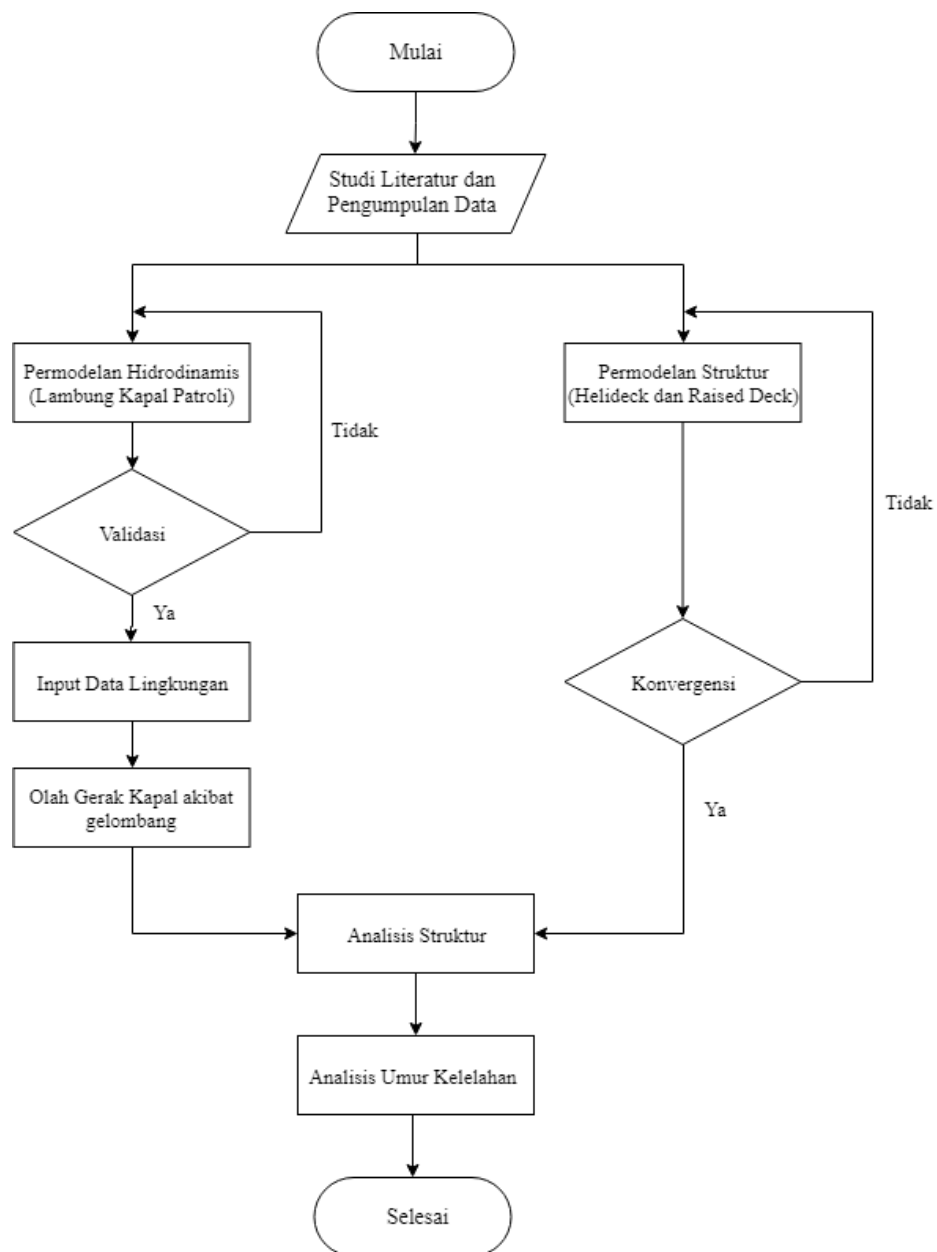 Mulai
Studi Literatur dan
Pengumpulan Data
Permodelan Hidrodinamis
(Lambung Kapal Patroli)
Tidak
Validasi
Ya
Input Data Lingkungan
Olah Gerak Kapal akibat
gelombang
Permodelan Struktur
(Helideck dan Raised Deck)
Tidak
Konvergensi
Ya
Analisis Struktur
Analisis Umur Kelelahan
Selesai